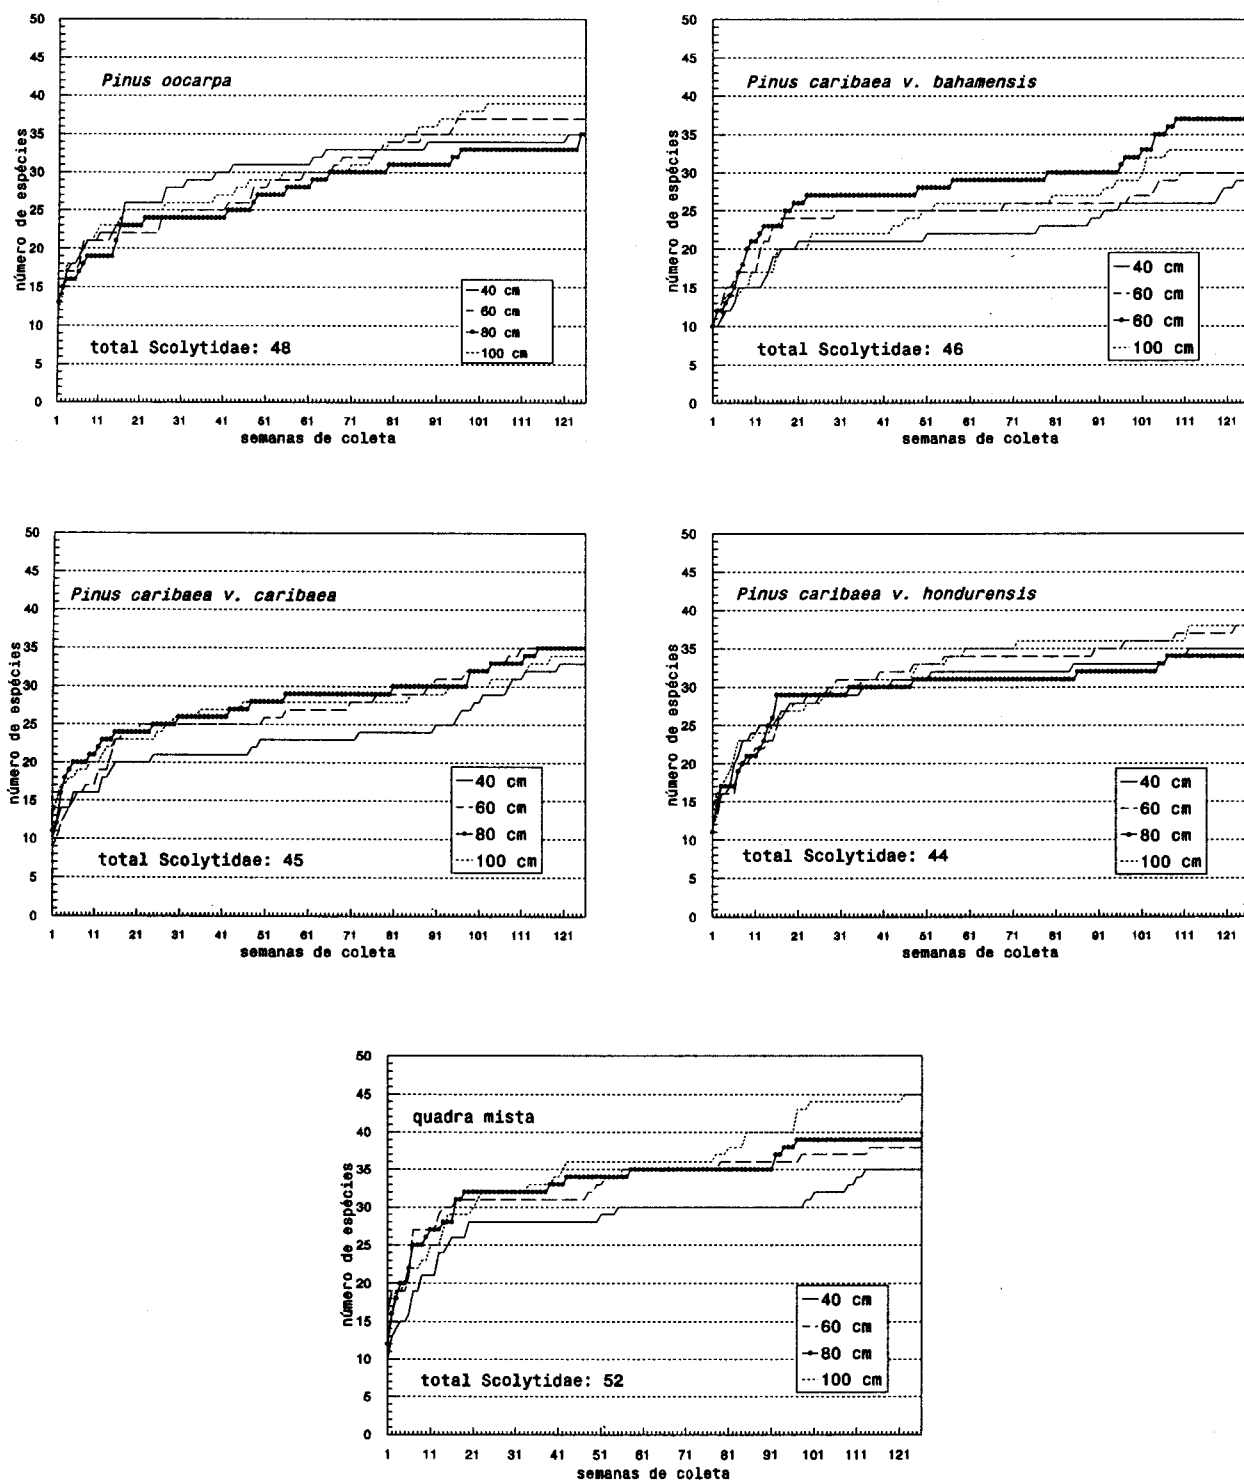 50
45
40
35
30
25
20
15
10
5
0
número de espécies
Pinus oocarpa
total Scolytidae: 48
40 cm
60 cm
80 cm
100 cm
1 11 21 31 41 51 61 71 81 91 101 111 121
semanas de coleta
50
45
40
35
30
25
20
15
10
5
0
número de espécies
Pinus caribaea v. bahamensis
total Scolytidae: 46
40 cm
60 cm
60 cm
100 cm
1 11 21 31 41 51 61 71 81 91 101 111 121
semanas de coleta
50
45
40
35
30
25
20
15
10
5
0
número de espécies
Pinus caribaea v. caribaea
total Scolytidae: 45
40 cm
60 cm
80 cm
100 cm
1 11 21 31 41 51 61 71 81 91 101 111 121
semanas de coleta
50
45
40
35
30
25
20
15
10
5
0
número de espécies
Pinus caribaea v. hondurensis
total Scolytidae: 44
40 cm
60 cm
80 cm
100 cm
1 11 21 31 41 51 61 71 81 91 101 111 121
semanas de coleta
50
45
40
35
30
25
20
15
10
5
0
número de espécies
quadra mista
total Scolytidae: 52
40 cm
60 cm
80 cm
100 cm
1 11 21 31 41 51 61 71 81 91 101 111 121
semanas de coleta